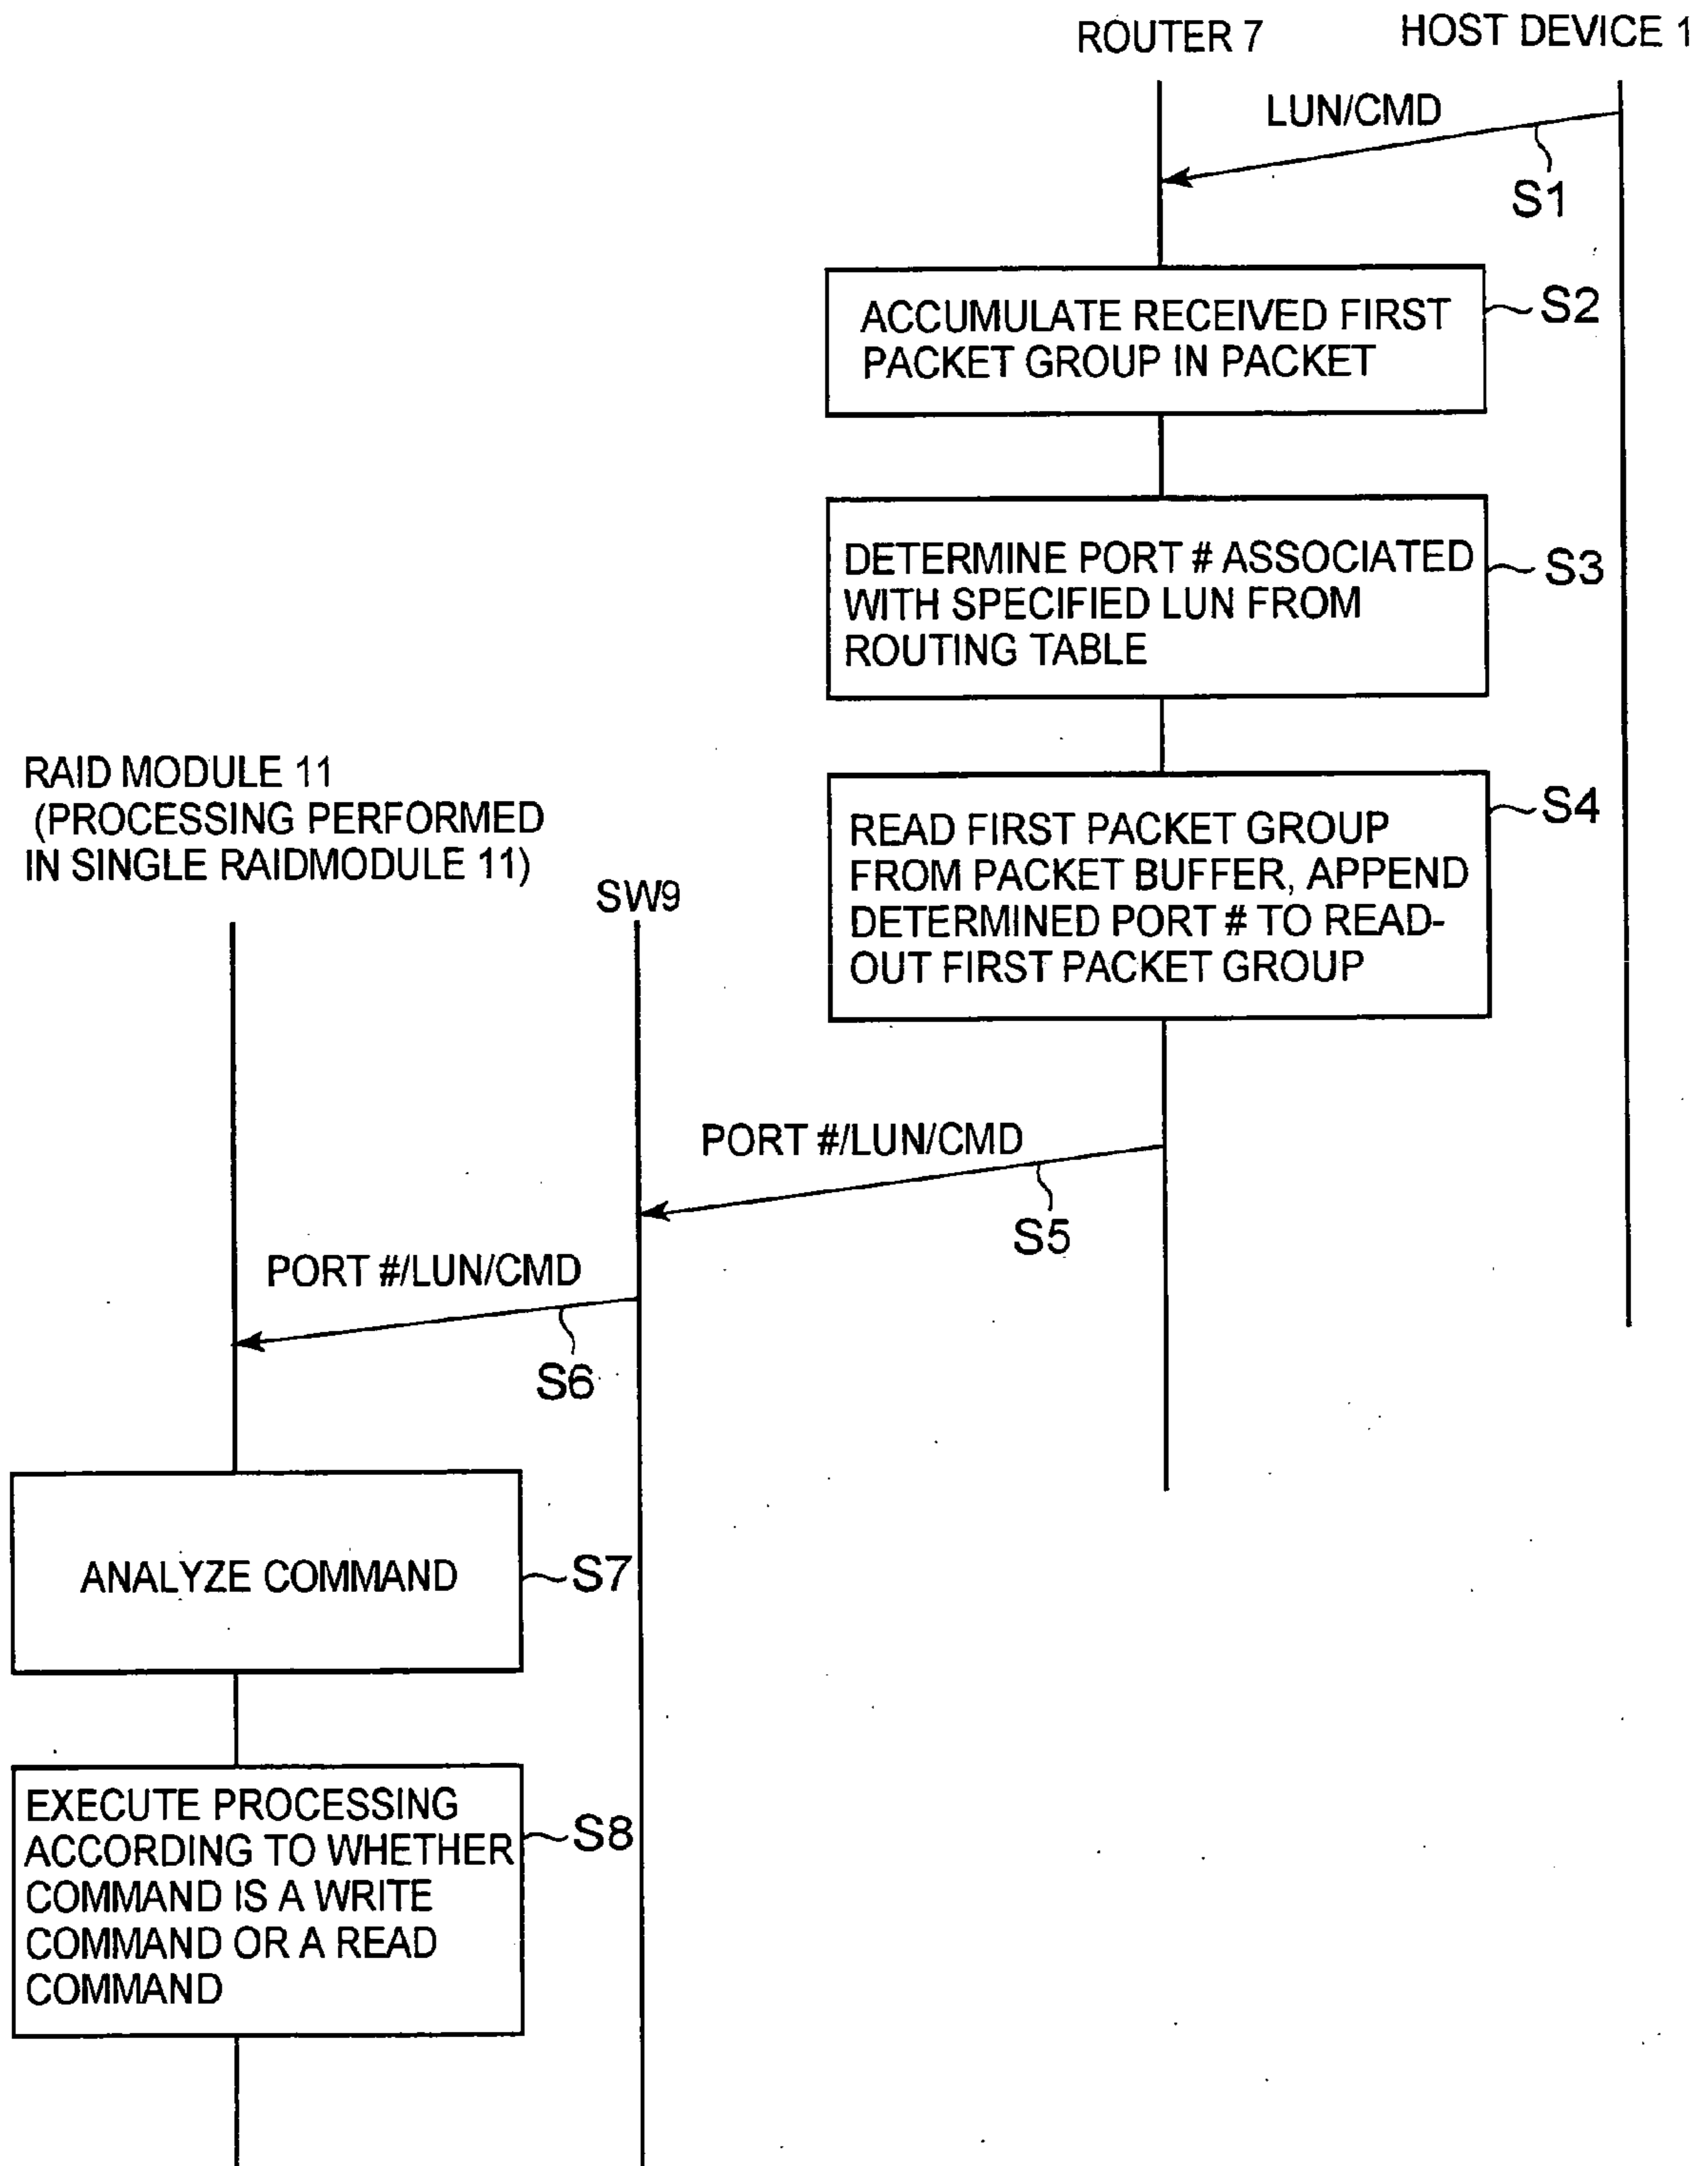 ROUTER 7
HOST DEVICE 1
LUN/CMD
S1
ACCUMULATE RECEIVED FIRST
PACKET GROUP IN PACKET
S2
DETERMINE PORT # ASSOCIATED
WITH SPECIFIED LUN FROM
ROUTING TABLE
S3
RAID MODULE 11
(PROCESSING PERFORMED
IN SINGLE RAIDMODULE 11)
SW9
READ FIRST PACKET GROUP
FROM PACKET BUFFER, APPEND
DETERMINED PORT # TO READ-
OUT FIRST PACKET GROUP
S4
PORT #/LUN/CMD
S5
PORT #/LUN/CMD
S6
ANALYZE COMMAND
S7
EXECUTE PROCESSING
ACCORDING TO WHETHER
COMMAND IS A WRITE
COMMAND OR A READ
COMMAND
S8